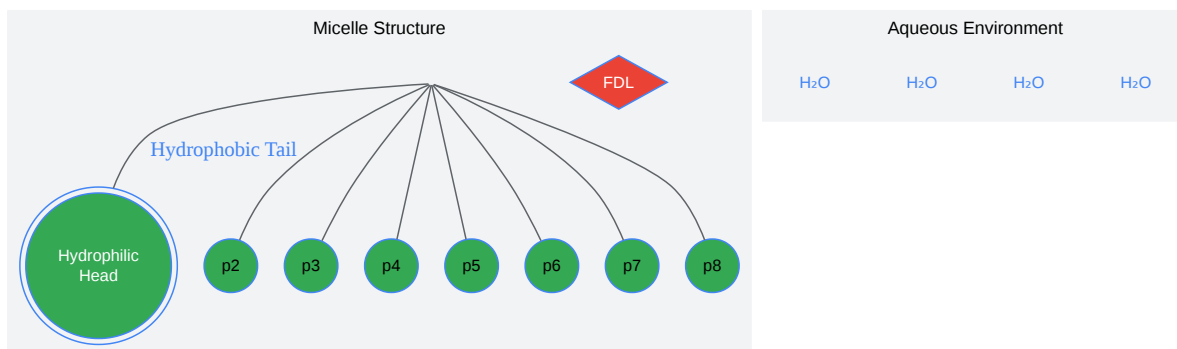 Micelle Structure
Aqueous Environment
FDL
H₂O
H₂O
H₂O
H₂O
Hydrophobic Tail
Hydrophilic
Head
p2
p3
p4
p5
p6
p7
p8